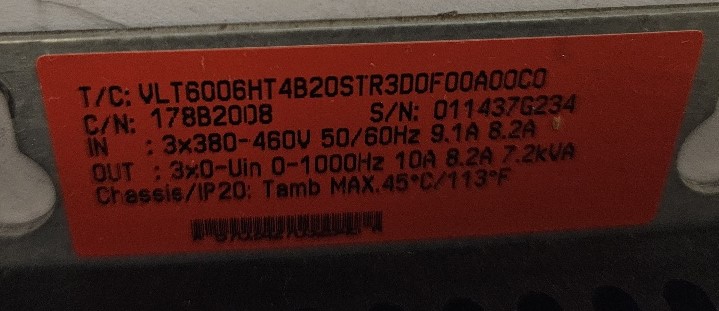 T/C: VLT6006HT4B20STR3D0F00A00C0
C/N: 178B2008 S/N: 011437G234
IN : 3x380-460V 50/60Hz 9.1A 8.2A
OUT : 3x0-Uin 0-1000Hz 10A 8.2A 7.2kVA
Chassis/IP20: Tamb MAX.45°C/113°F